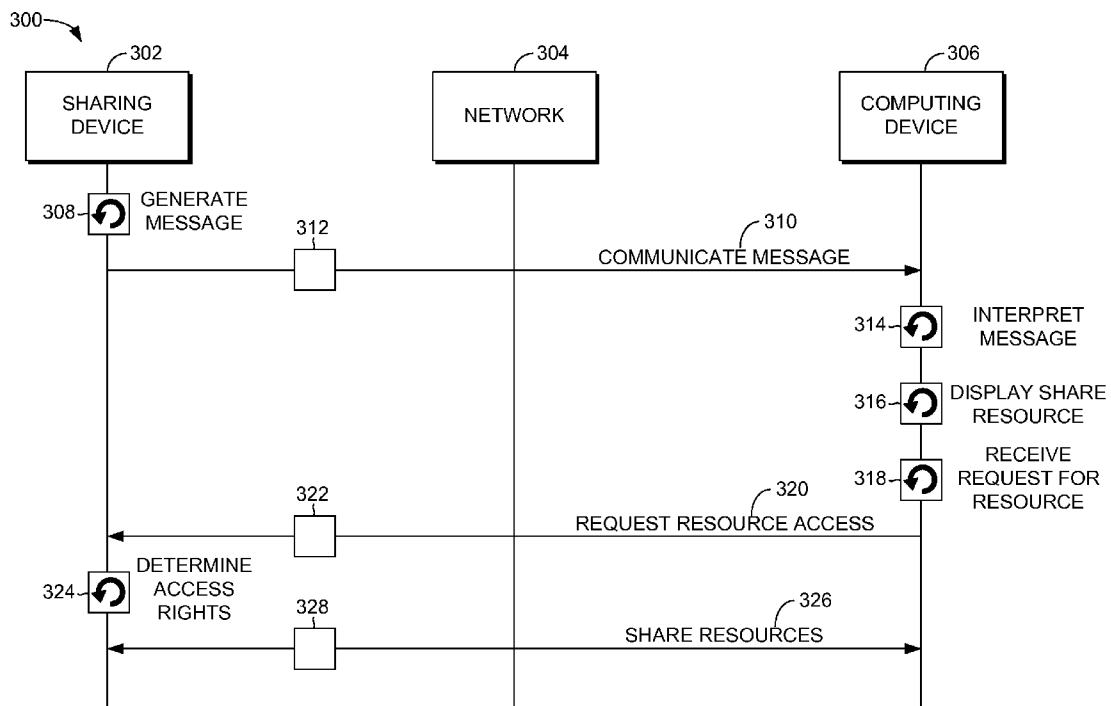 300
302
304
306
SHARING
DEVICE
NETWORK
COMPUTING
DEVICE
308
GENERATE
MESSAGE
312
310
COMMUNICATE MESSAGE
314
INTERPRET
MESSAGE
316
DISPLAY SHARE
RESOURCE
318
RECEIVE
REQUEST FOR
RESOURCE
322
320
REQUEST RESOURCE ACCESS
324
DETERMINE
ACCESS
RIGHTS
328
326
SHARE RESOURCES